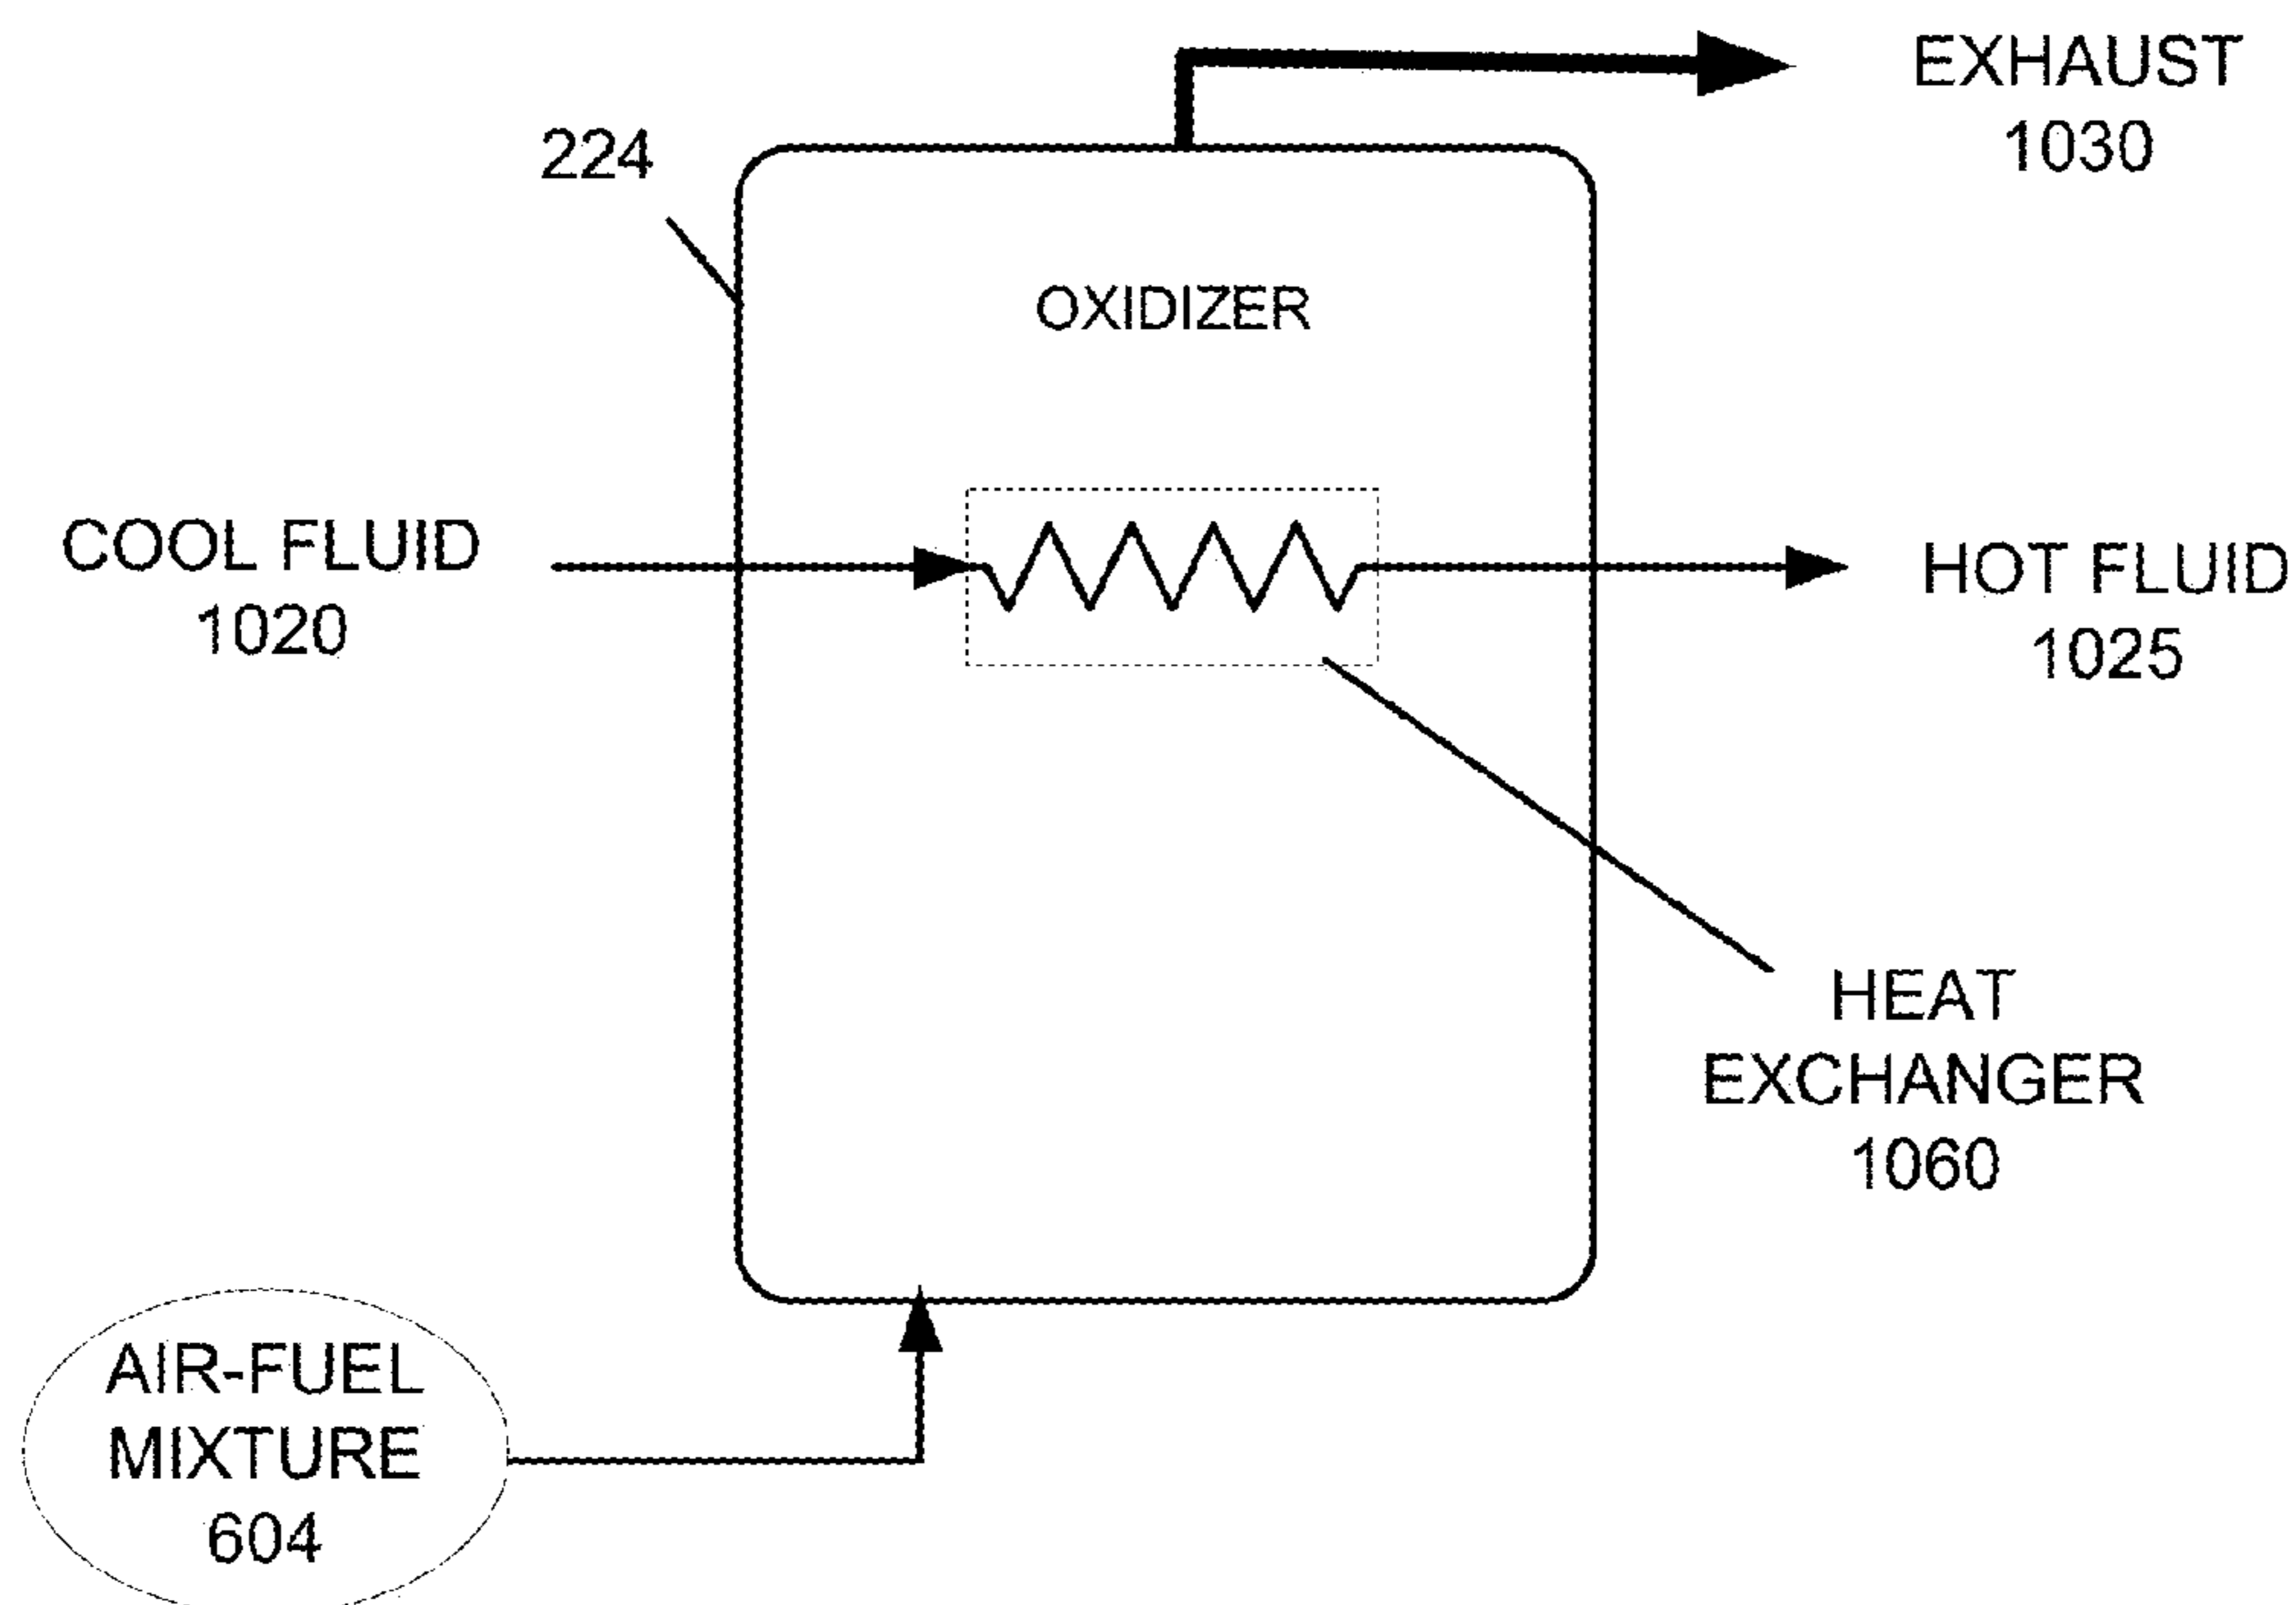 EXHAUST
1030
224
OXIDIZER
COOL FLUID
1020
HOT FLUID
1025
HEAT
EXCHANGER
1060
AIR-FUEL
MIXTURE
604